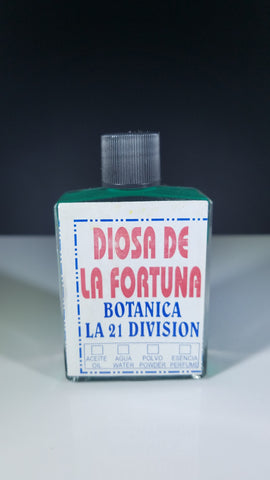 DIOSA DE
LA FORTUNA
BOTANICA
LA 21 DIVISION
ACEITE AGUA POLVO ESENCIA
OIL WATER POWDER PERFUME